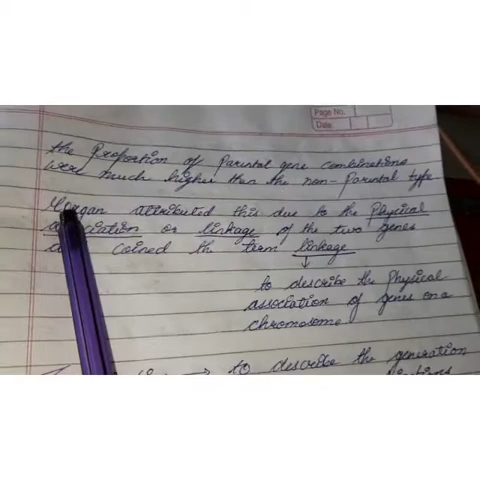 Page No.
Date:
the Proportion of Parental gene combinations
were much higher than the non-Parental type.
Morgan attributed this due to the Physical
association or linkage of the two genes
coined the term linkage
↓
to describe the Physical
association of genes on a
chromosome
→ to describe the generation